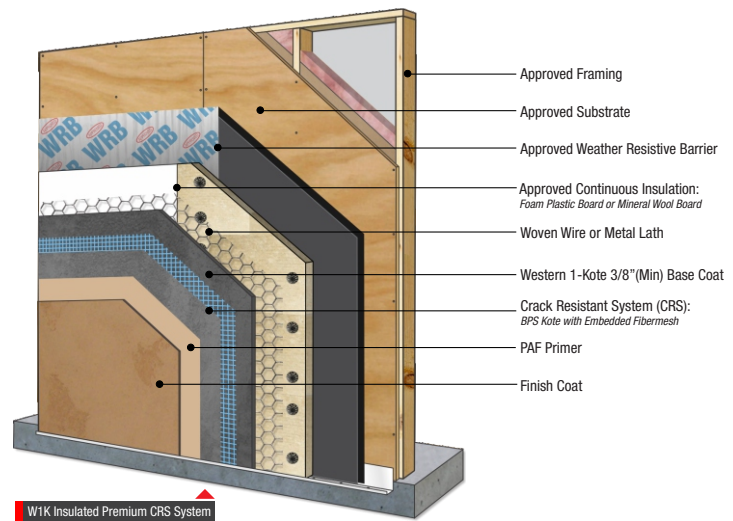 Approved Framing
Approved Substrate
Approved Weather Resistive Barrier
Approved Continuous Insulation:
Foam Plastic Board or Mineral Wool Board
Woven Wire or Metal Lath
Western 1-Kote 3/8”(Min) Base Coat
Crack Resistant System (CRS):
BPS Kote with Embedded Fibermesh
PAF Primer
Finish Coat
WRB WRB WRB
W1K Insulated Premium CRS System